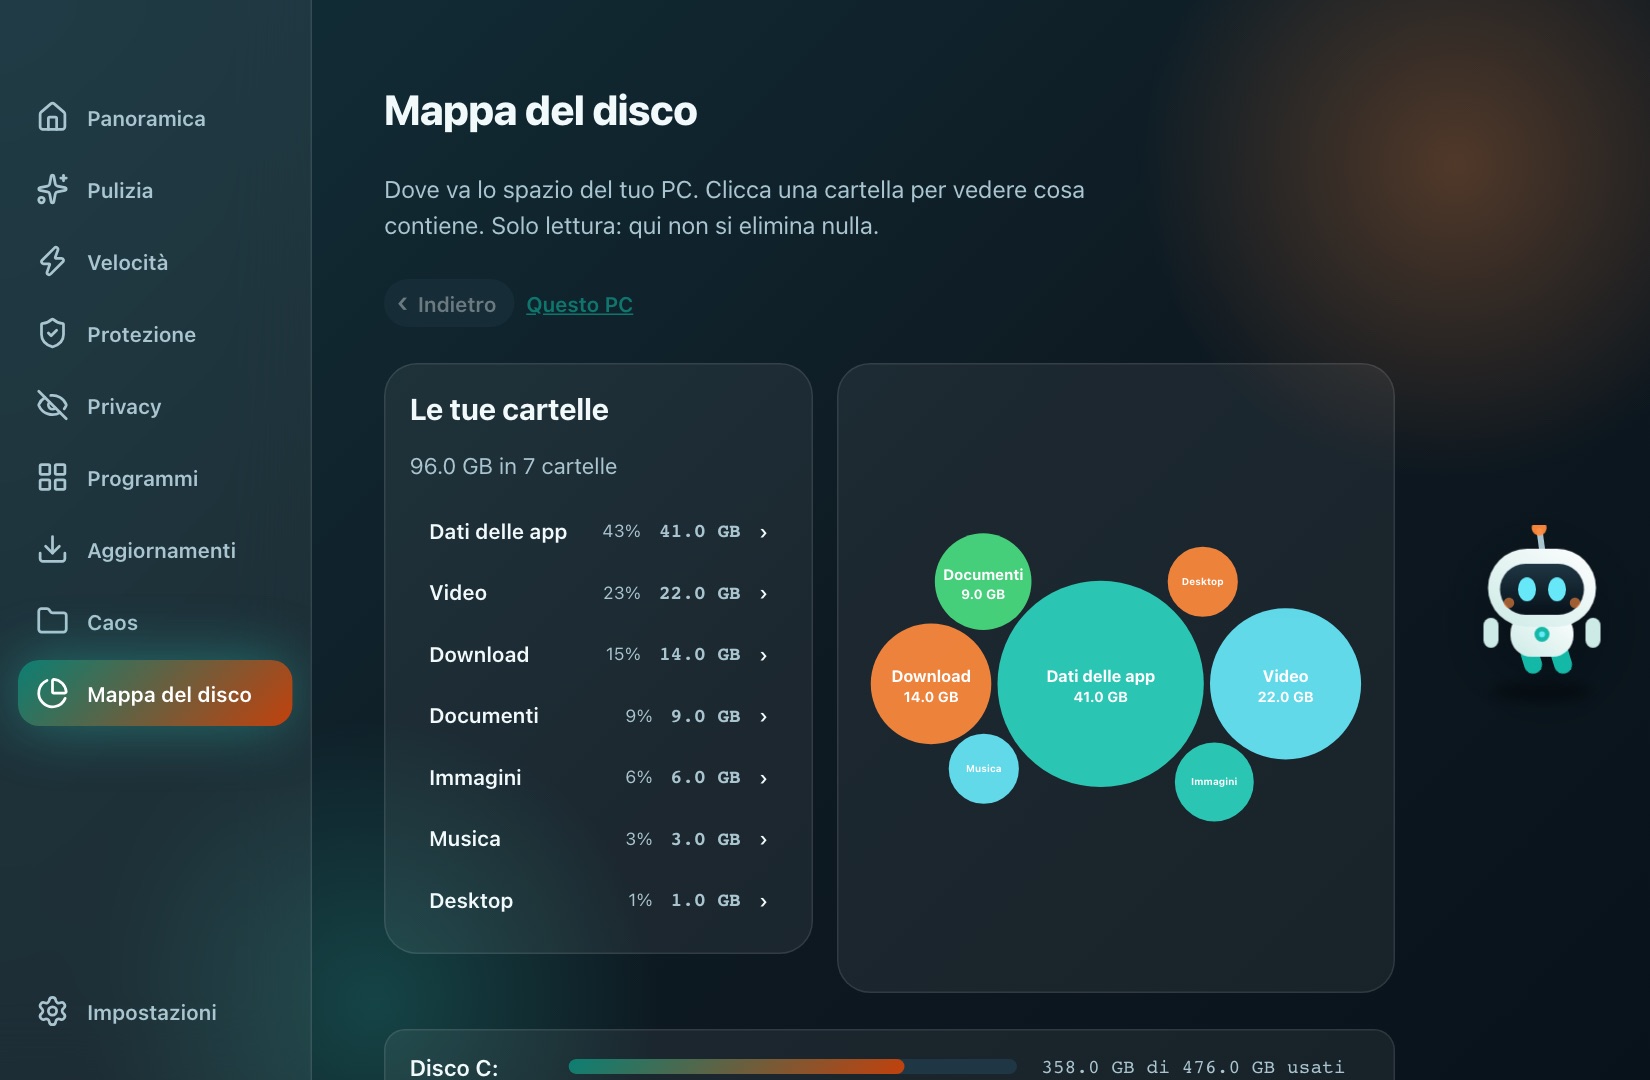 Panoramica
Pulizia
Velocità
Protezione
Privacy
Programmi
Aggiornamenti
Caos
Mappa del disco
Impostazioni
Mappa del disco
Dove va lo spazio del tuo PC. Clicca una cartella per vedere cosa
contiene. Solo lettura: qui non si elimina nulla.
‹ Indietro Questo PC
Le tue cartelle
96.0 GB in 7 cartelle
Dati delle app 43% 41.0 GB ›
Video 23% 22.0 GB ›
Download 15% 14.0 GB ›
Documenti 9% 9.0 GB ›
Immagini 6% 6.0 GB ›
Musica 3% 3.0 GB ›
Desktop 1% 1.0 GB ›
Documenti
9.0 GB
Desktop
Download
14.0 GB
Dati delle app
41.0 GB
Video
22.0 GB
Musica
Immagini
Disco C: 358.0 GB di 476.0 GB usati